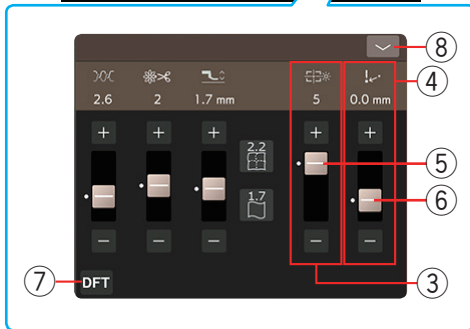 ⑧
④
2.6 2 1.7 mm 5 0.0 mm
+ + + + +
2.2
⑤
1.7
⑥
− − − − −
⑦ DFT
③